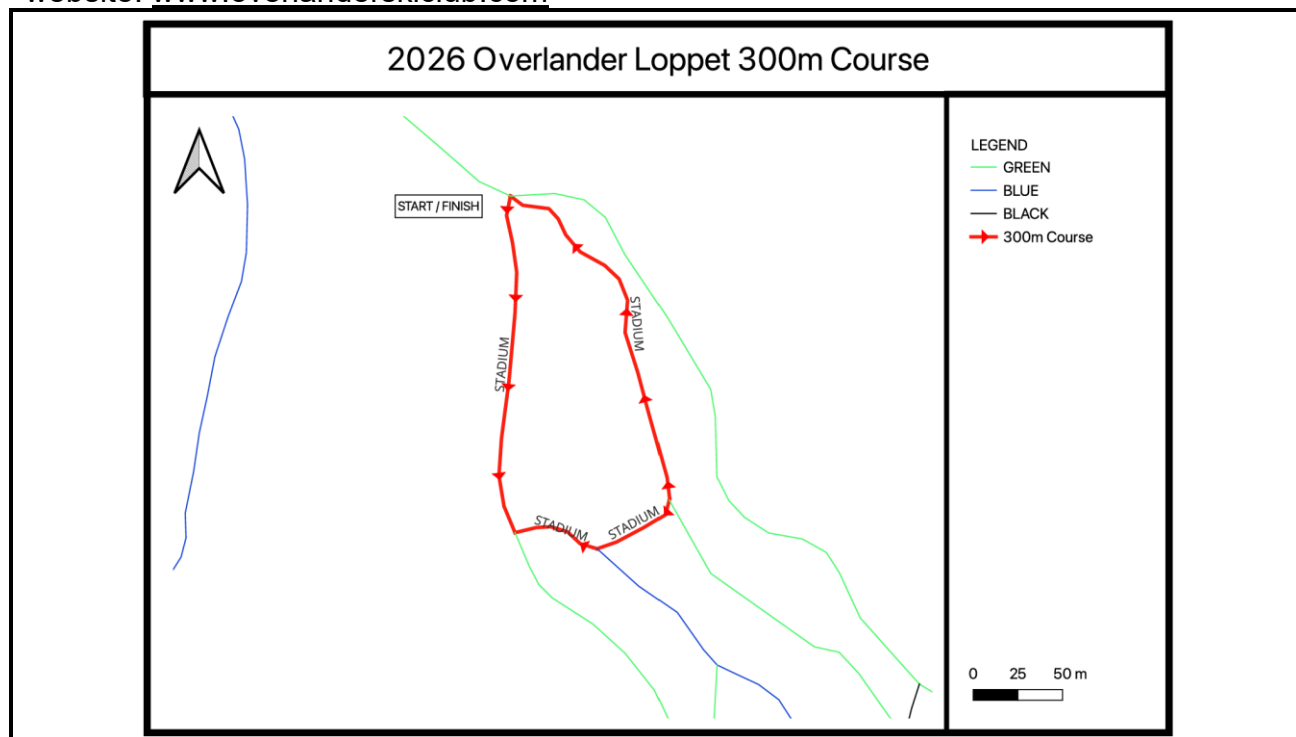 2026 Overlander Loppet 300m Course
START / FINISH
STADIUM
STADIUM
STADIUM
STADIUM
LEGEND
GREEN
BLUE
BLACK
300m Course
0 25 50 m